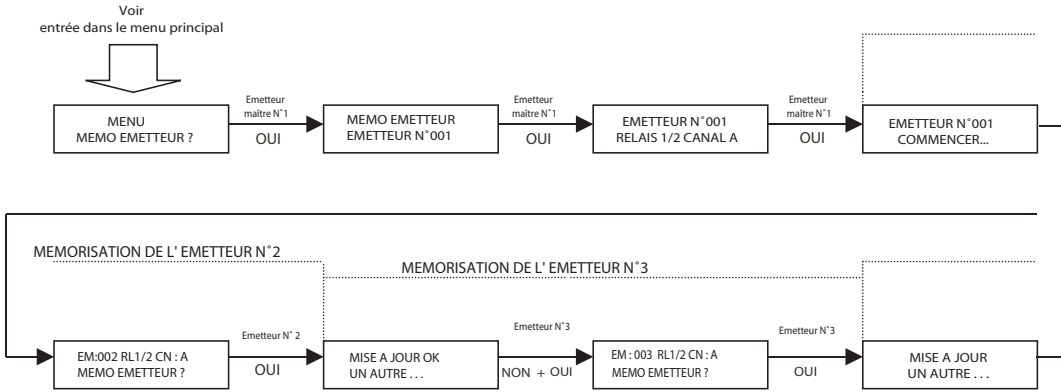 Voir
entrée dans le menu principal
MENU
MEMO EMETTEUR ?
Emetteur
maître N°1
OUI
MEMO EMETTEUR
EMETTEUR N°001
Emetteur
maître N°1
OUI
EMETTEUR N°001
RELAIS 1/2 CANAL A
Emetteur
maître N°1
OUI
EMETTEUR N°001
COMMENCER...
MEMORISATION DE L' EMETTEUR N°2
MEMORISATION DE L' EMETTEUR N°3
EM:002 RL1/2 CN : A
MEMO EMETTEUR ?
Emetteur N° 2
OUI
MISE A JOUR OK
UN AUTRE . . .
Emetteur N°3
NON + OUI
EM : 003 RL1/2 CN : A
MEMO EMETTEUR ?
Emetteur N°3
OUI
MISE A JOUR
UN AUTRE . . .